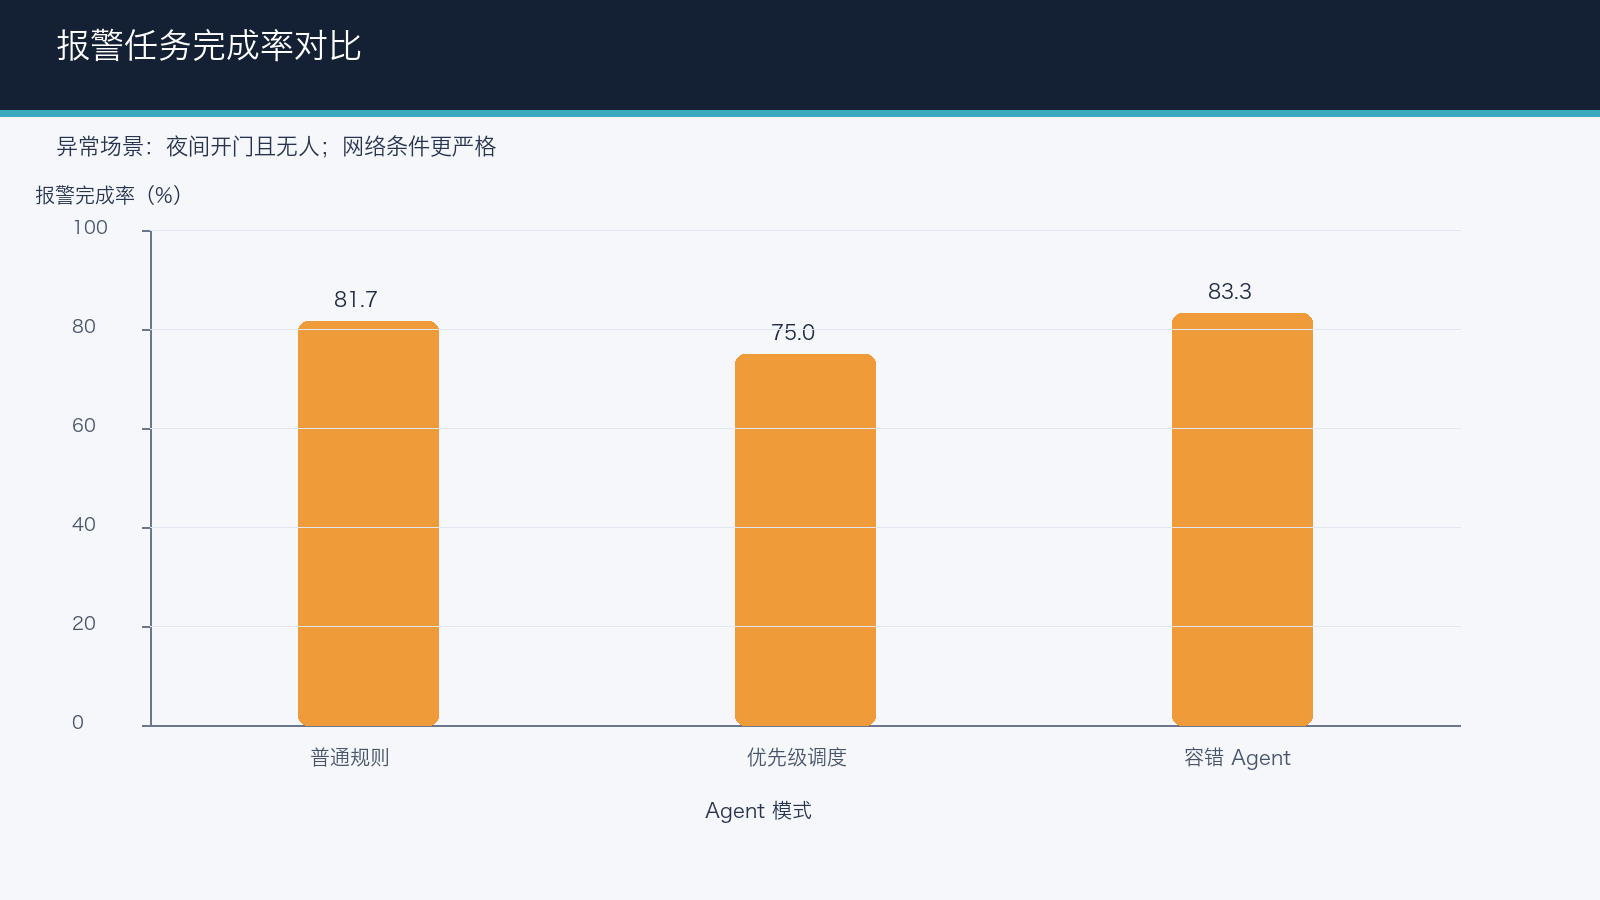 报警任务完成率对比
异常场景：夜间开门且无人；网络条件更严格
报警完成率（%）
100
80
60
40
20
0
81.7
75.0
83.3
普通规则
优先级调度
容错 Agent
Agent 模式